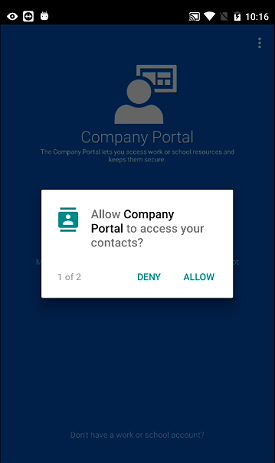 10:16
Company Portal
The Company Portal lets you access work or school resources and
keeps them secure.
Allow Company
Portal to access your
contacts?
1 of 2
DENY
ALLOW
Don't have a work or school account?